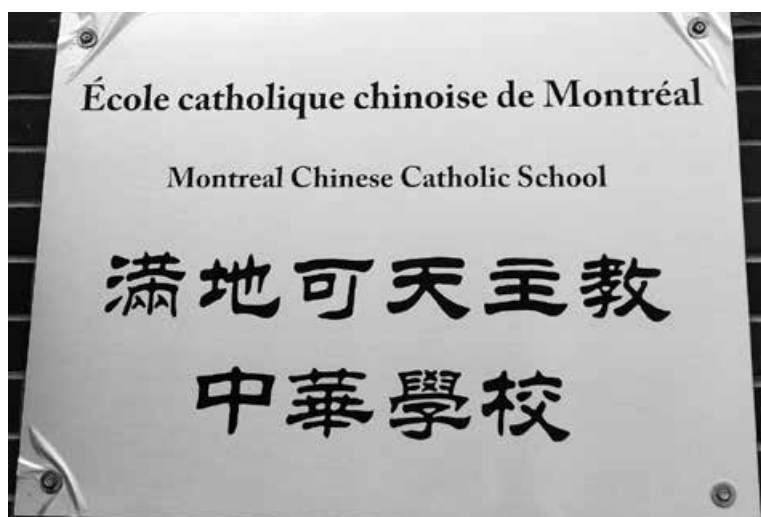 École catholique chinoise de Montréal
Montreal Chinese Catholic School
滿地可天主教
中華學校